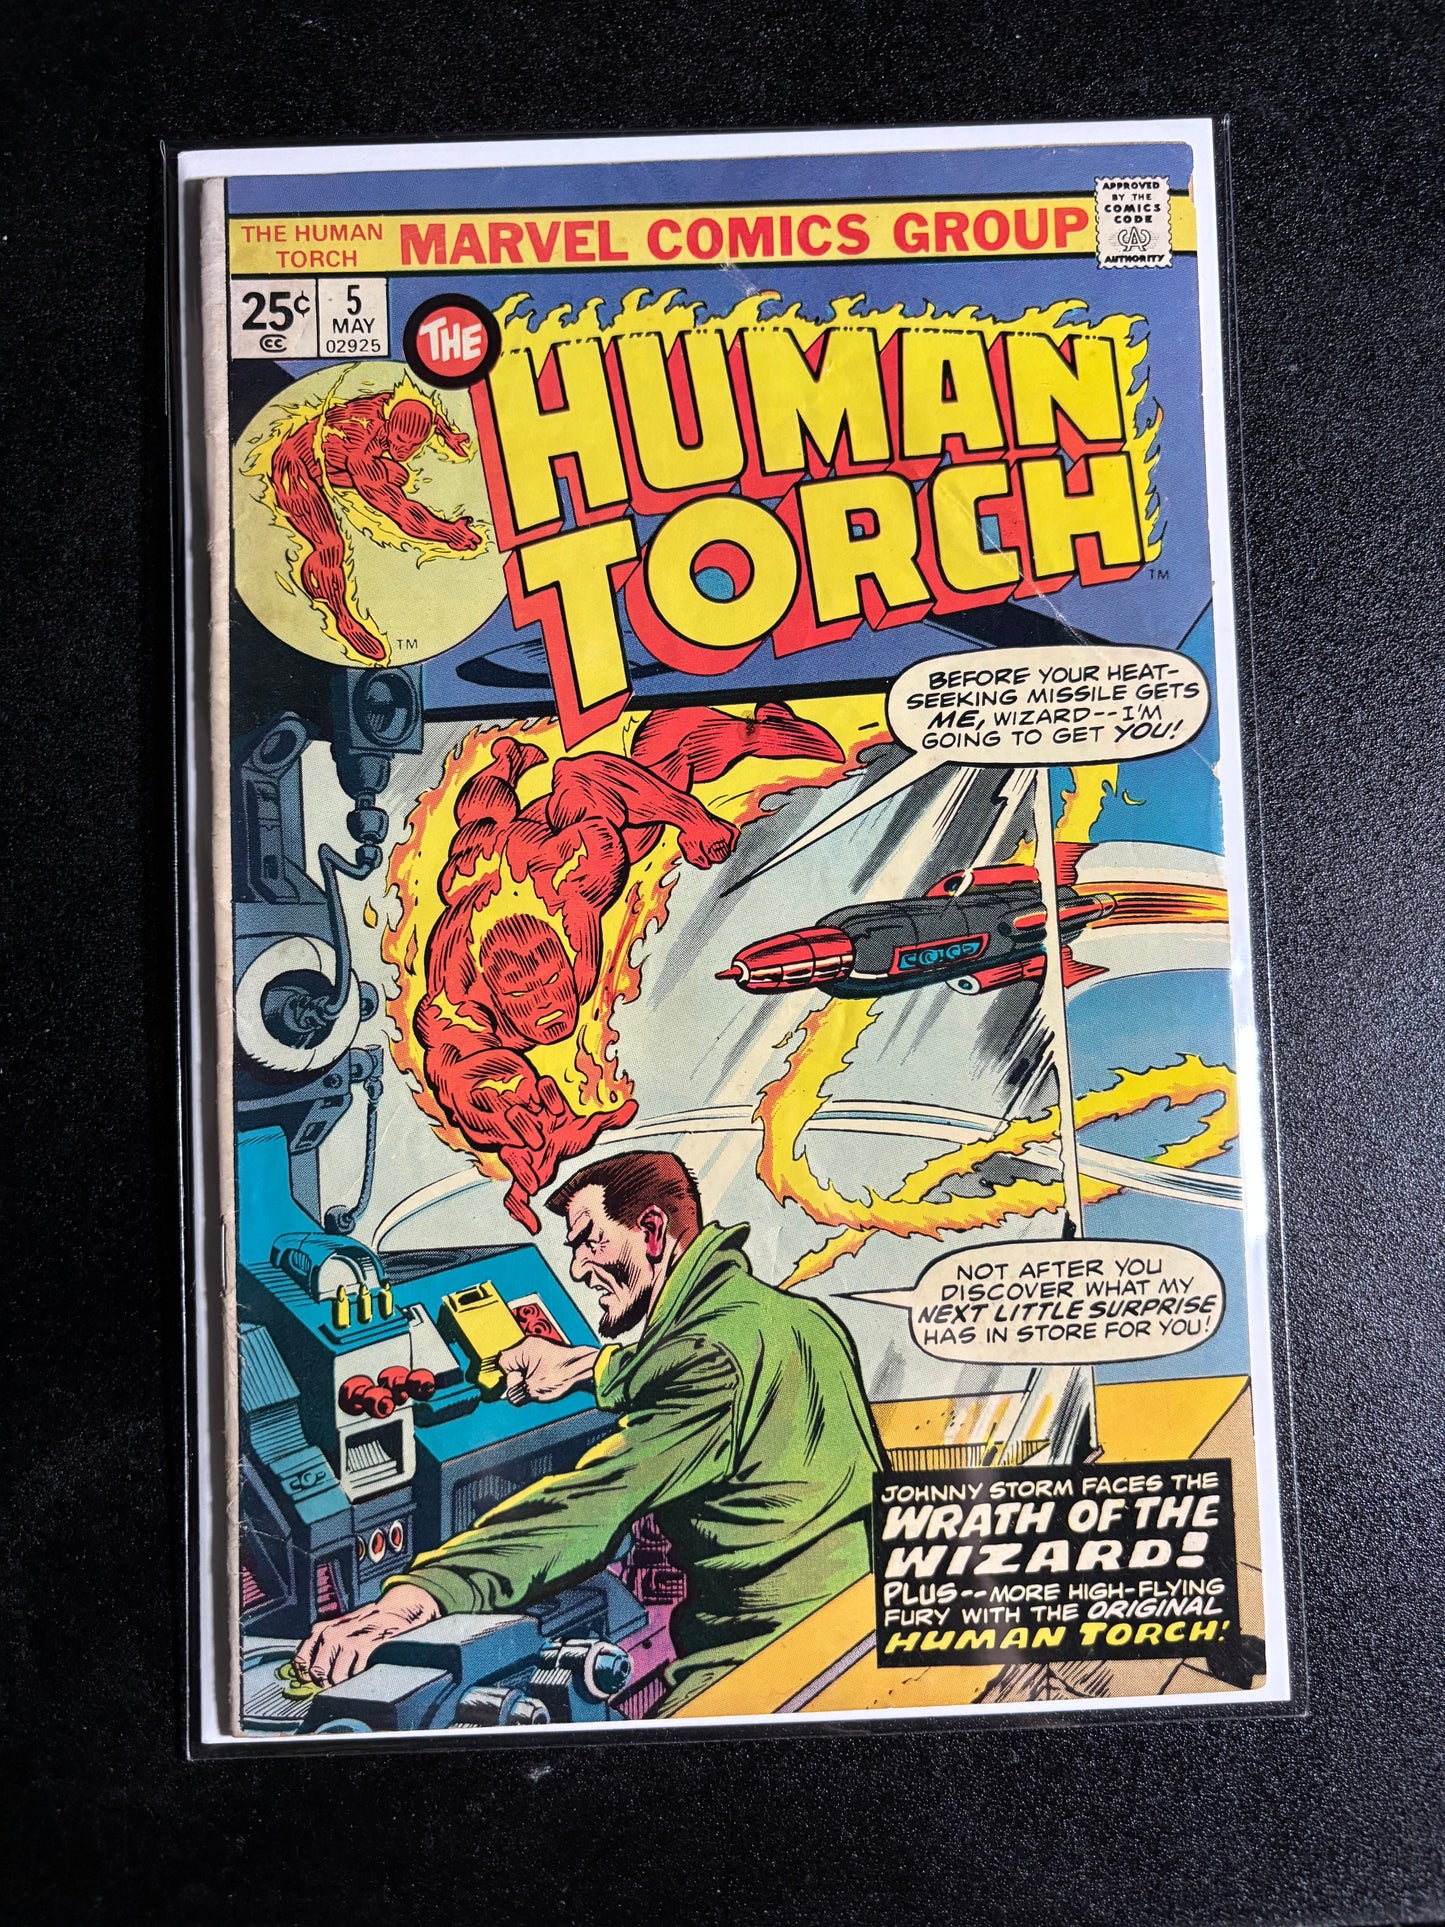 THE HUMAN
TORCH
MARVEL COMICS GROUP
APPROVED
BY THE
COMICS
CODE
CA
AUTHORITY
25¢
CC
5
MAY
02925
THE
HUMAN
TORCH
TM
TM
BEFORE YOUR HEAT-
SEEKING MISSILE GETS
ME, WIZARD--I'M
GOING TO GET YOU!
NOT AFTER YOU
DISCOVER WHAT MY
NEXT LITTLE SURPRISE
HAS IN STORE FOR YOU!
JOHNNY STORM FACES THE
WRATH OF THE
WIZARD!
PLUS--MORE HIGH-FLYING
FURY WITH THE ORIGINAL
HUMAN TORCH!